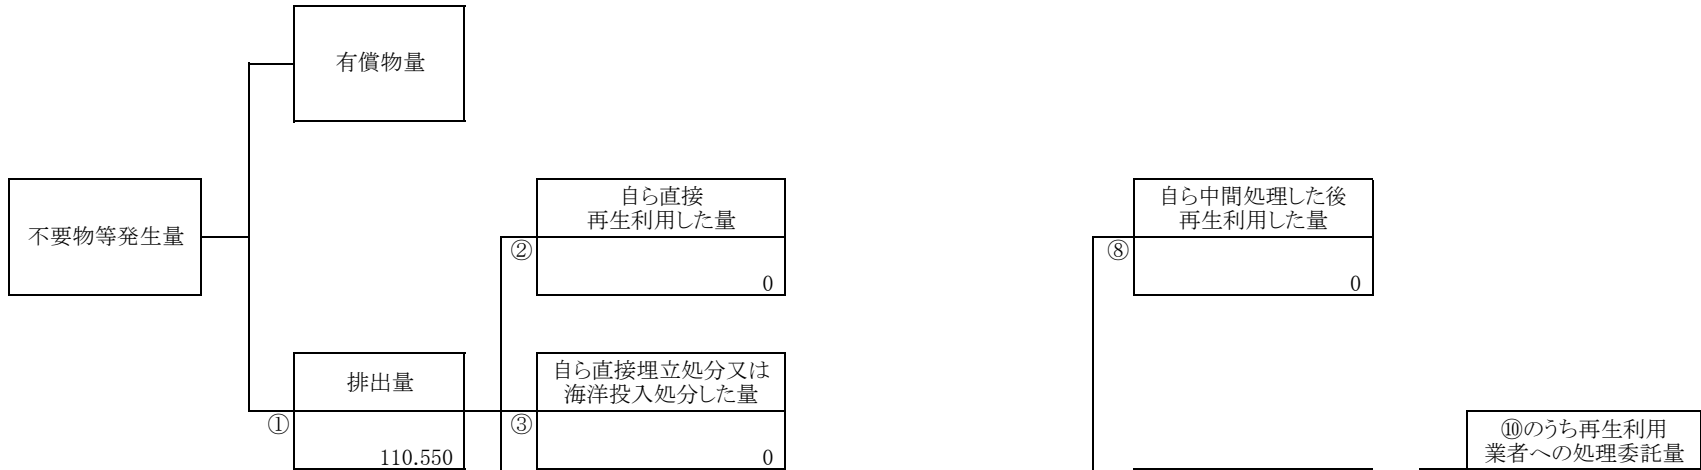 有償物量
不要物等発生量
自ら直接
再生利用した量
②
0
自ら中間処理した後
再生利用した量
⑧
0
排出量
①
110.550
自ら直接埋立処分又は
海洋投入処分した量
③
0
⑩のうち再生利用
業者への処理委託量